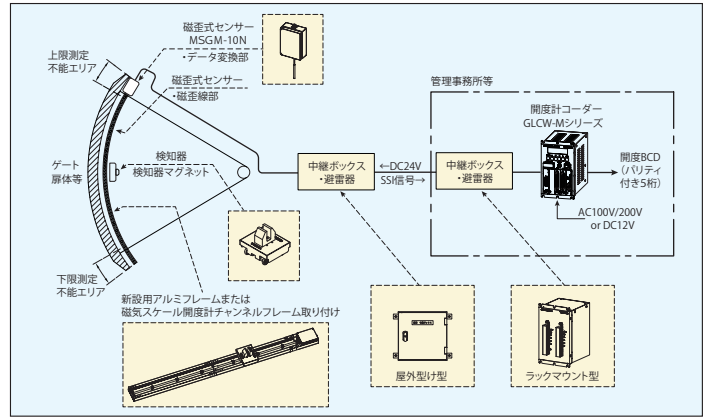 磁歪式センサー
MSGM-10N
・データ変換部
上限測定
不能エリア
磁歪式センサー
・磁歪線部
管理事務所等
開度計コーダー
GLCW-Mシリーズ
ゲート
扉体等
検知器
検知器マグネット
中継ボックス
・避雷器
←DC24V
SSI信号→
中継ボックス
・避雷器
開度BCD
（パリティ
付き5桁）
AC100V/200V
or DC12V
下限測定
不能エリア
新設用アルミフレームまたは
磁気スケール開度計チャンネルフレーム取り付け
屋外型け型
ラックマウント型